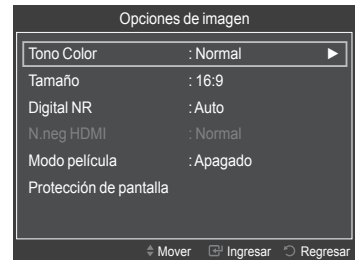 Opciones de imagen
Tono Color : Normal ►
Tamaño : 16:9
Digital NR : Auto
N.neg HDMI : Normal
Modo película : Apagado
Protección de pantalla
Mover Ingresar Regresar